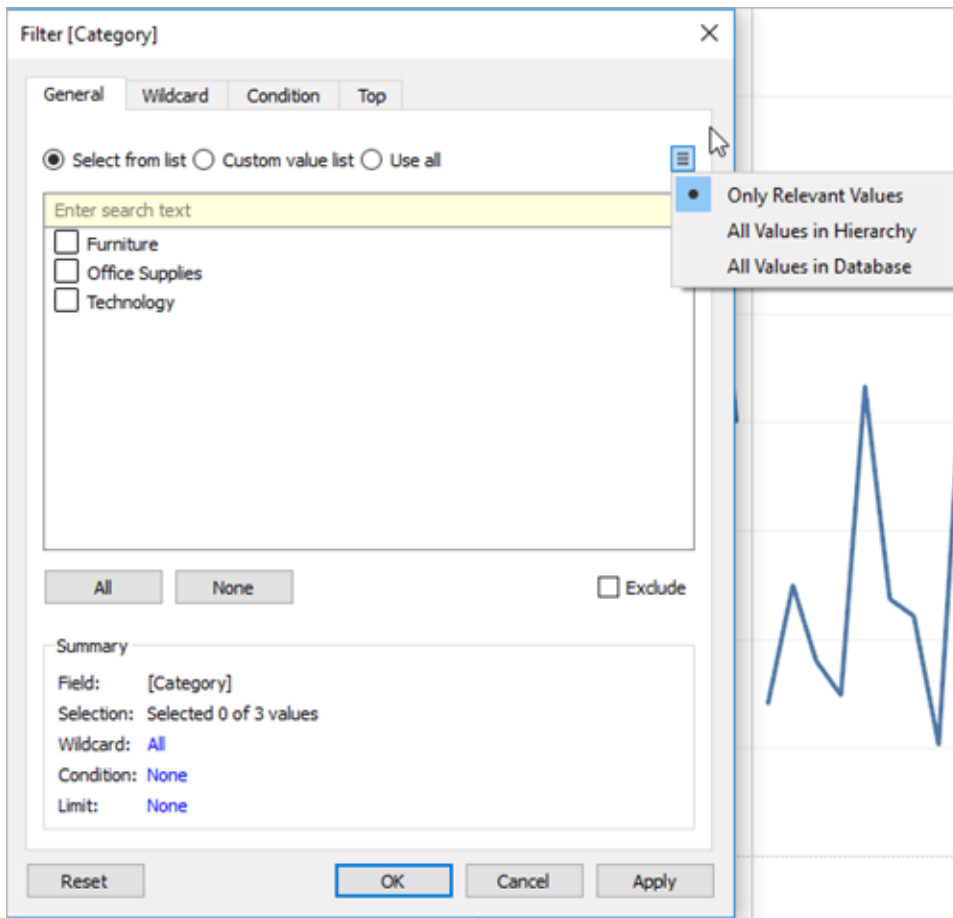 Filter [Category]
General Wildcard Condition Top
Select from list Custom value list Use all
Only Relevant Values
All Values in Hierarchy
All Values in Database
Enter search text
Furniture
Office Supplies
Technology
All None Exclude
Summary
Field: [Category]
Selection: Selected 0 of 3 values
Wildcard: All
Condition: None
Limit: None
Reset OK Cancel Apply